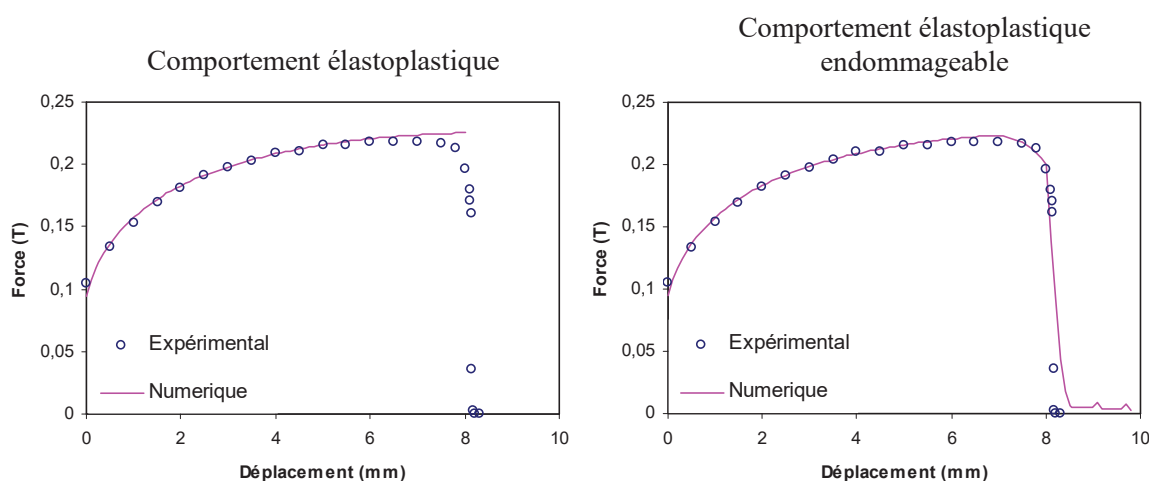 Comportement élastoplastique
0,25
0,2
0,15
0,1
0,05
0
Force (T)
Expérimental
Numerique
0
2
4
6
8
10
Déplacement (mm)
Comportement élastoplastique
endommageable
0,25
0,2
0,15
0,1
0,05
0
Force (T)
Expérimental
Numerique
0
2
4
6
8
10
Déplacement (mm)